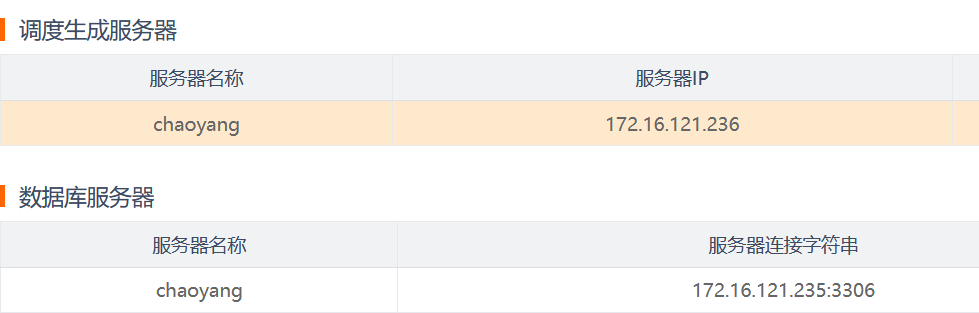 调度生成服务器
服务器名称 服务器IP
chaoyang 172.16.121.236
数据库服务器
服务器名称 服务器连接字符串
chaoyang 172.16.121.235:3306